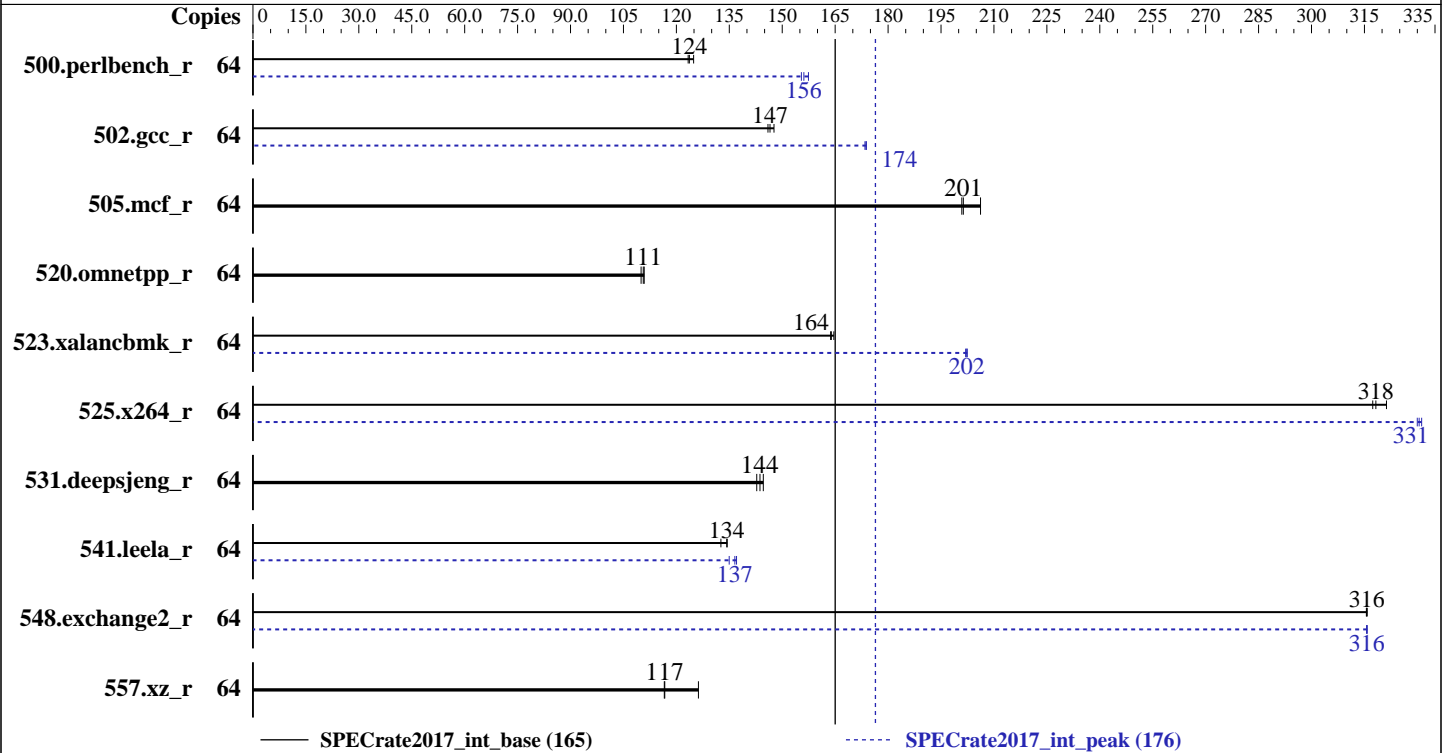 Copies 0 15.0 30.0 45.0 60.0 75.0 90.0 105 120 135 150 165 180 195 210 225 240 255 270 285 300 315 335
500.perlbench_r 64 124
156
502.gcc_r 64 147
174
505.mcf_r 64 201
520.omnetpp_r 64 111
523.xalancbmk_r 64 164
202
525.x264_r 64 318
331
531.deepsjeng_r 64 144
541.leela_r 64 134
137
548.exchange2_r 64 316
316
557.xz_r 64 117
SPECrate2017_int_base (165) SPECrate2017_int_peak (176)